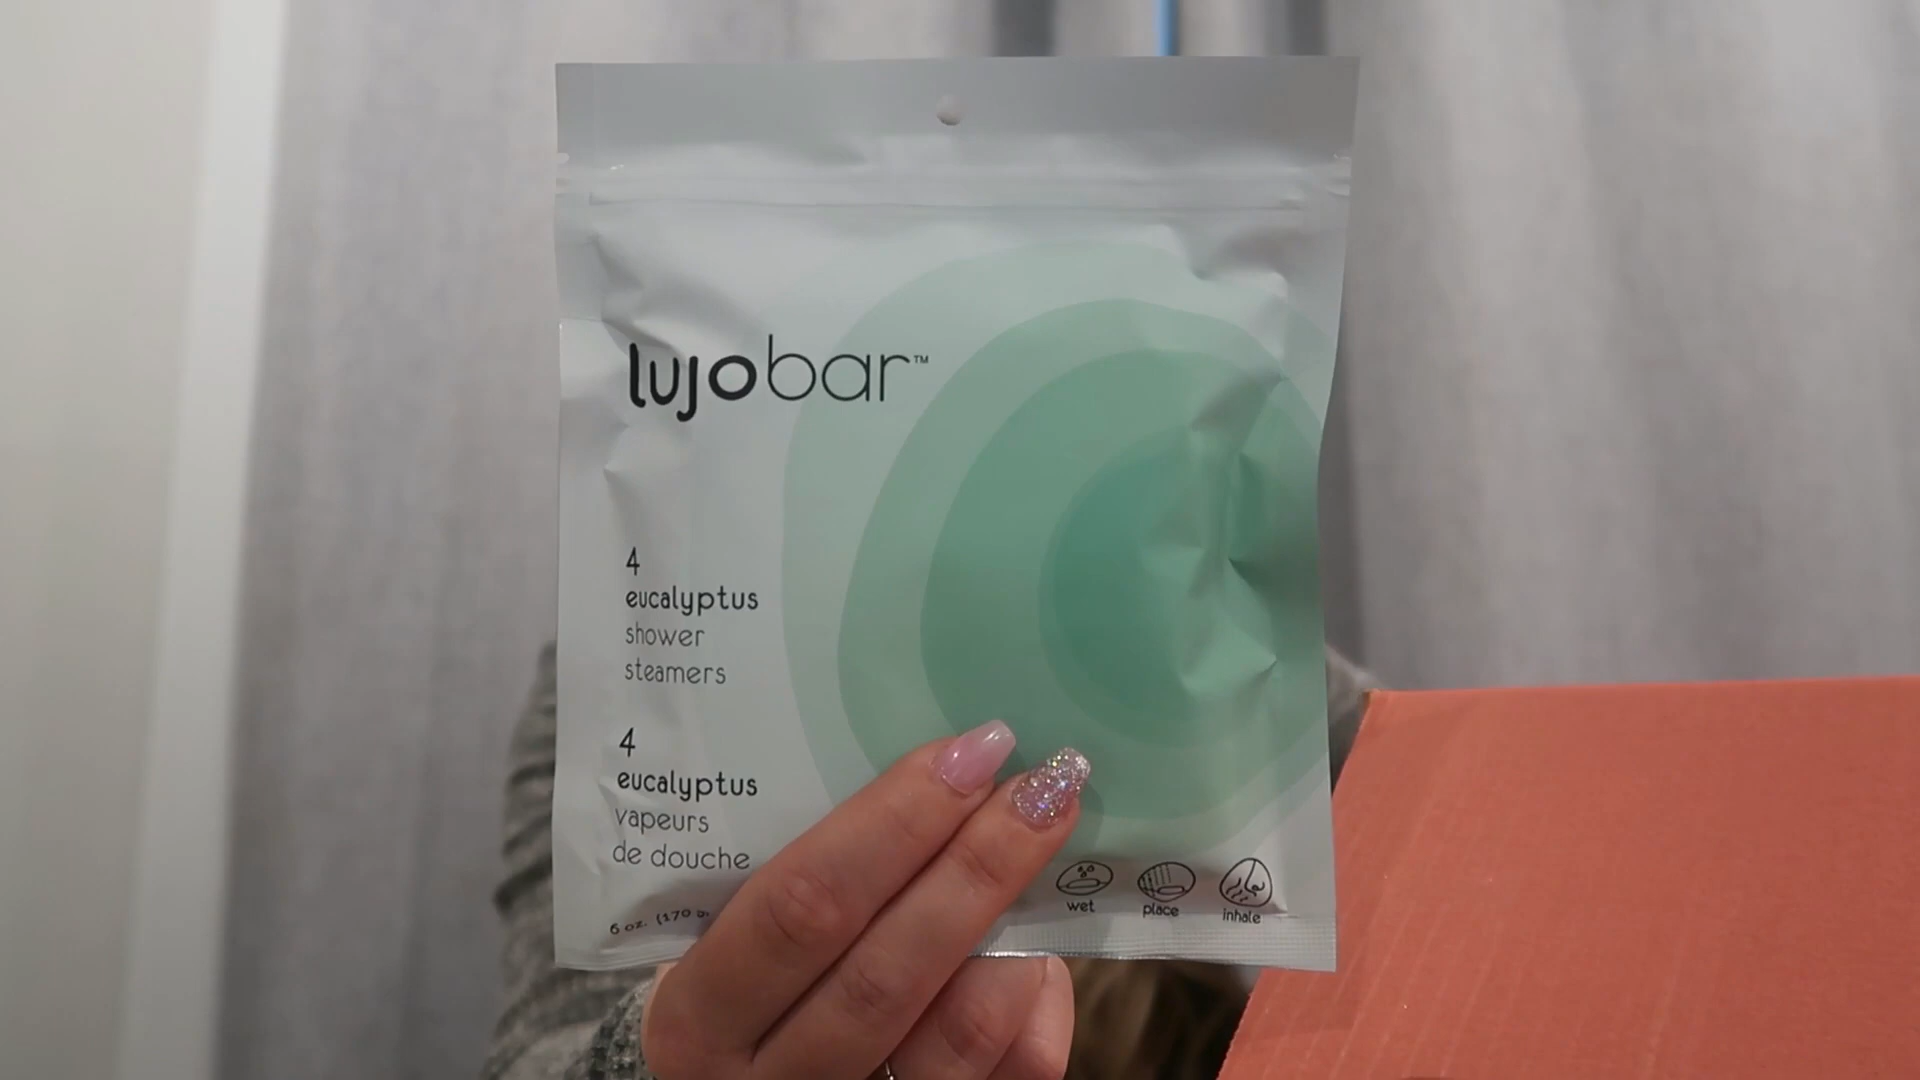 lujobar™
4
eucalyptus
shower
steamers
4
eucalyptus
vapeurs
de douche
6 oz. (170 g
wet
place
inhale